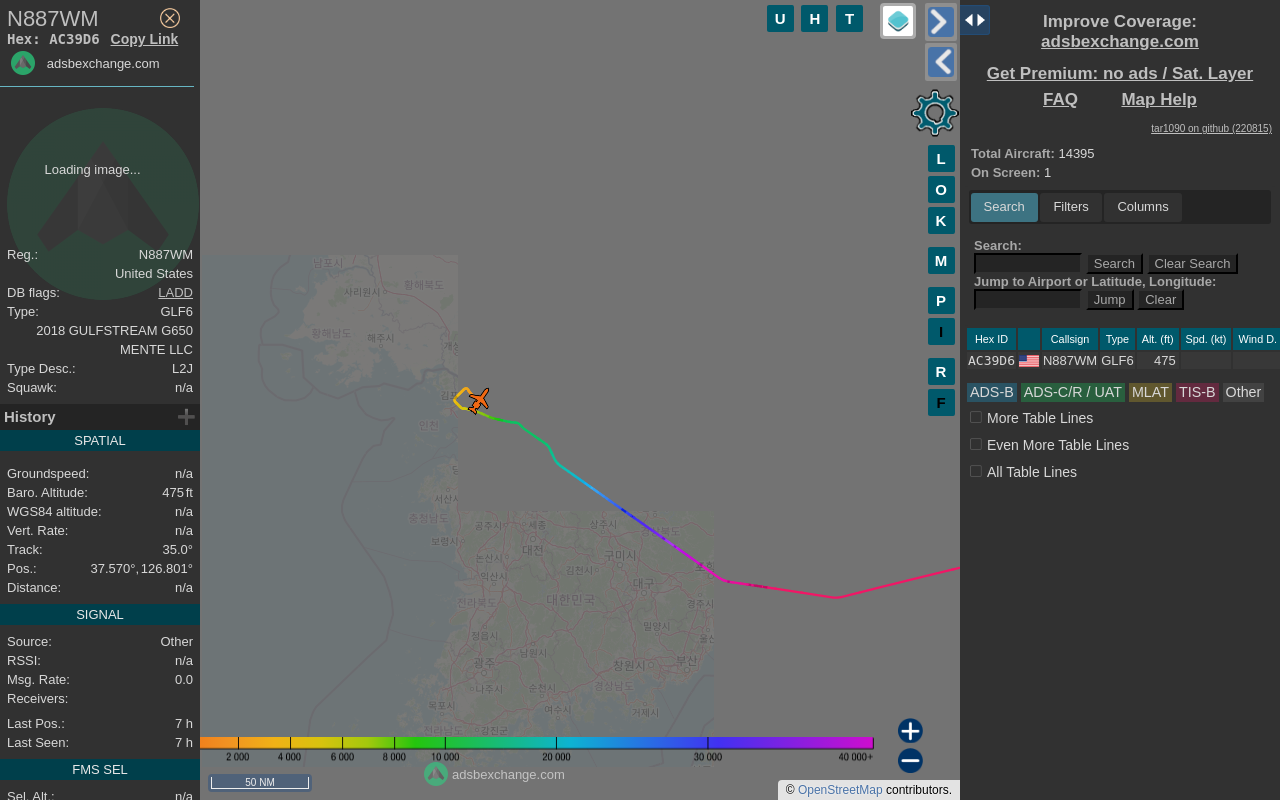 N887WM
Hex: AC39D6 Copy Link
adsbexchange.com
Loading image...
Reg.: N887WM
United States
DB flags: LADD
Type: GLF6
2018 GULFSTREAM G650
MENTE LLC
Type Desc.: L2J
Squawk: n/a
History
SPATIAL
Groundspeed: n/a
Baro. Altitude: 475 ft
WGS84 altitude: n/a
Vert. Rate: n/a
Track: 35.0°
Pos.: 37.570°, 126.801°
Distance: n/a
SIGNAL
Source: Other
RSSI: n/a
Msg. Rate: 0.0
Receivers:
Last Pos.: 7 h
Last Seen: 7 h
FMS SEL
Sel. Alt.: n/a
U H T
L
O
K
M
P
I
R
F
남포시
사리원시
황해북도
황해남도
해주시
인천
서산시
충청남도
공주시
세종
상주시
보령시
대전
구미시
논산시
김천시
익산시
대구
전라북도
대한민국
경주시
밀양시
정읍시
울산
남원시
광주
창원시
부산
나주시
순천시
경상남도
목포시
여수시
거제시
전라남도
강진군
2 000 4 000 6 000 8 000 10 000 20 000 30 000 40 000+
50 NM
adsbexchange.com
© OpenStreetMap contributors.
Improve Coverage:
adsbexchange.com
Get Premium: no ads / Sat. Layer
FAQ Map Help
tar1090 on github (220815)
Total Aircraft: 14395
On Screen: 1
Search Filters Columns
Search:
Search Clear Search
Jump to Airport or Latitude, Longitude:
Jump Clear
Hex ID Callsign Type Alt. (ft) Spd. (kt) Wind D.
AC39D6 N887WM GLF6 475
ADS-B ADS-C/R / UAT MLAT TIS-B Other
More Table Lines
Even More Table Lines
All Table Lines